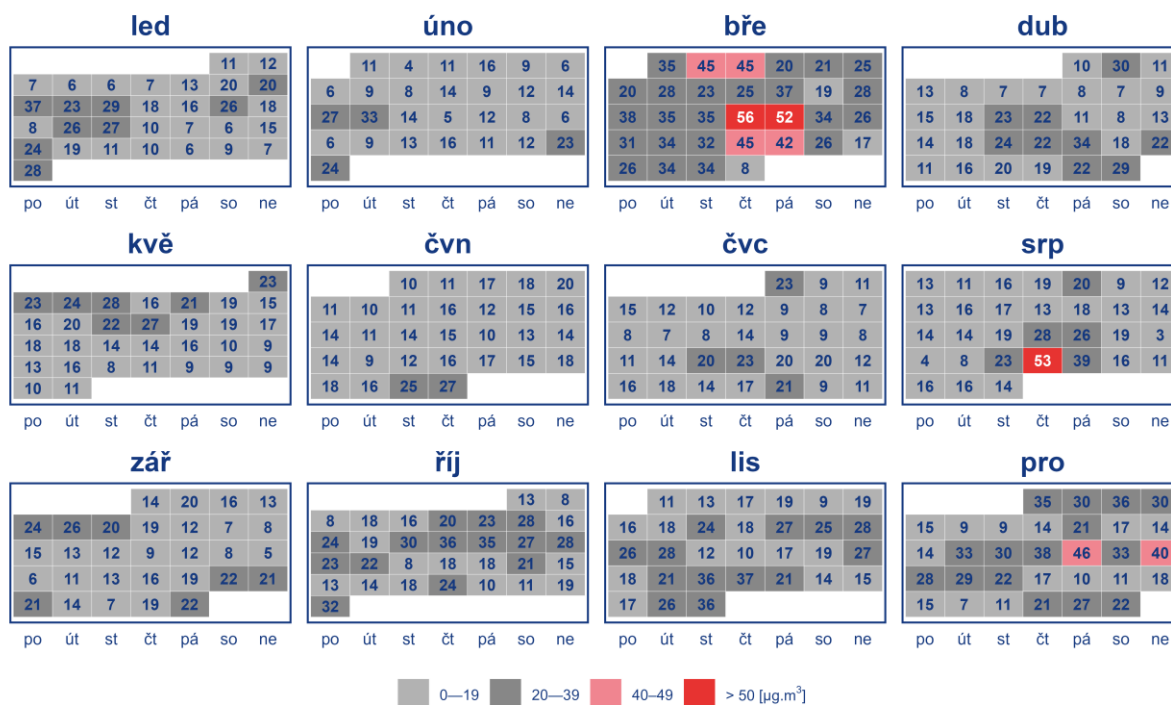 led úno bře dub
11 12 11 4 11 16 9 6 35 45 45 20 21 25 10 30 11
7 6 6 7 13 20 20 6 9 8 14 9 12 14 20 28 23 25 37 19 28 13 8 7 7 8 7 9
37 23 29 18 16 26 18 27 33 14 5 12 8 6 38 35 35 56 52 34 26 15 18 23 22 11 8 13
8 26 27 10 7 6 15 6 9 13 16 11 12 23 31 34 32 45 42 26 17 14 18 24 22 34 18 22
24 19 11 10 6 9 7 24 26 34 34 8 11 16 20 19 22 29
28
po út st čt pá so ne po út st čt pá so ne po út st čt pá so ne po út st čt pá so ne
kvě čvn čvc srp
23 10 11 17 18 20 23 9 11 13 11 16 19 20 9 12
23 24 28 16 21 19 15 11 10 11 16 12 15 16 15 12 10 12 9 8 7 13 16 17 13 18 13 14
16 20 22 27 19 19 17 14 11 14 15 10 13 14 8 7 8 14 9 9 8 14 14 19 28 26 19 3
18 18 14 14 16 10 9 14 9 12 16 17 15 18 11 14 20 23 20 20 12 4 8 23 53 39 16 11
13 16 8 11 9 9 9 18 16 25 27 16 18 14 17 21 9 11 16 16 14
10 11
po út st čt pá so ne po út st čt pá so ne po út st čt pá so ne po út st čt pá so ne
zář říj lis pro
14 20 16 13 13 8 11 13 17 19 9 19 35 30 36 30
24 26 20 19 12 7 8 8 18 16 20 23 28 16 16 18 24 18 27 25 28 15 9 9 14 21 17 14
15 13 12 9 12 8 5 24 19 30 36 35 27 28 26 28 12 10 17 19 27 14 33 30 38 46 33 40
6 11 13 16 19 22 21 23 22 8 18 18 21 15 18 21 36 37 21 14 15 28 29 22 17 10 11 18
21 14 7 19 22 13 14 18 24 10 11 19 17 26 36 15 7 11 21 27 22
32
po út st čt pá so ne po út st čt pá so ne po út st čt pá so ne po út st čt pá so ne
0—19 20—39 40–49 > 50 [µg.m³]